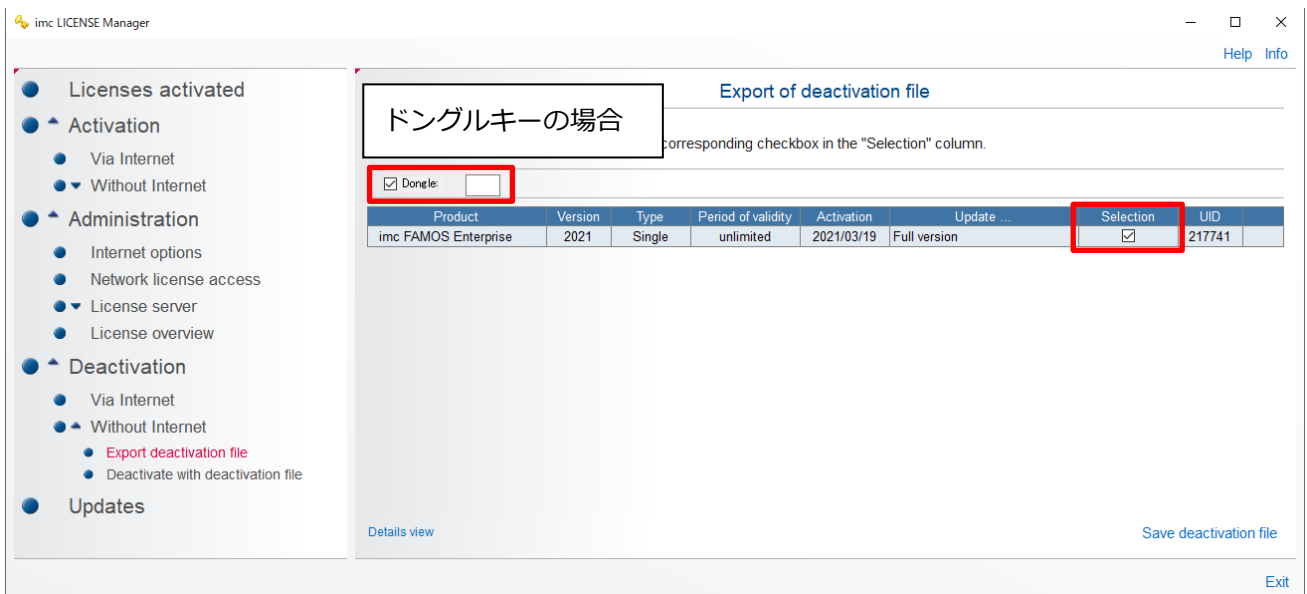 imc LICENSE Manager
Help Info
Licenses activated
Activation
Via Internet
Without Internet
Administration
Internet options
Network license access
License server
License overview
Deactivation
Via Internet
Without Internet
Export deactivation file
Deactivate with deactivation file
Updates
Export of deactivation file
ドングルキーの場合
corresponding checkbox in the "Selection" column.
Dongle:
Product Version Type Period of validity Activation Update ... Selection UID
imc FAMOS Enterprise 2021 Single unlimited 2021/03/19 Full version 217741
Details view
Save deactivation file
Exit